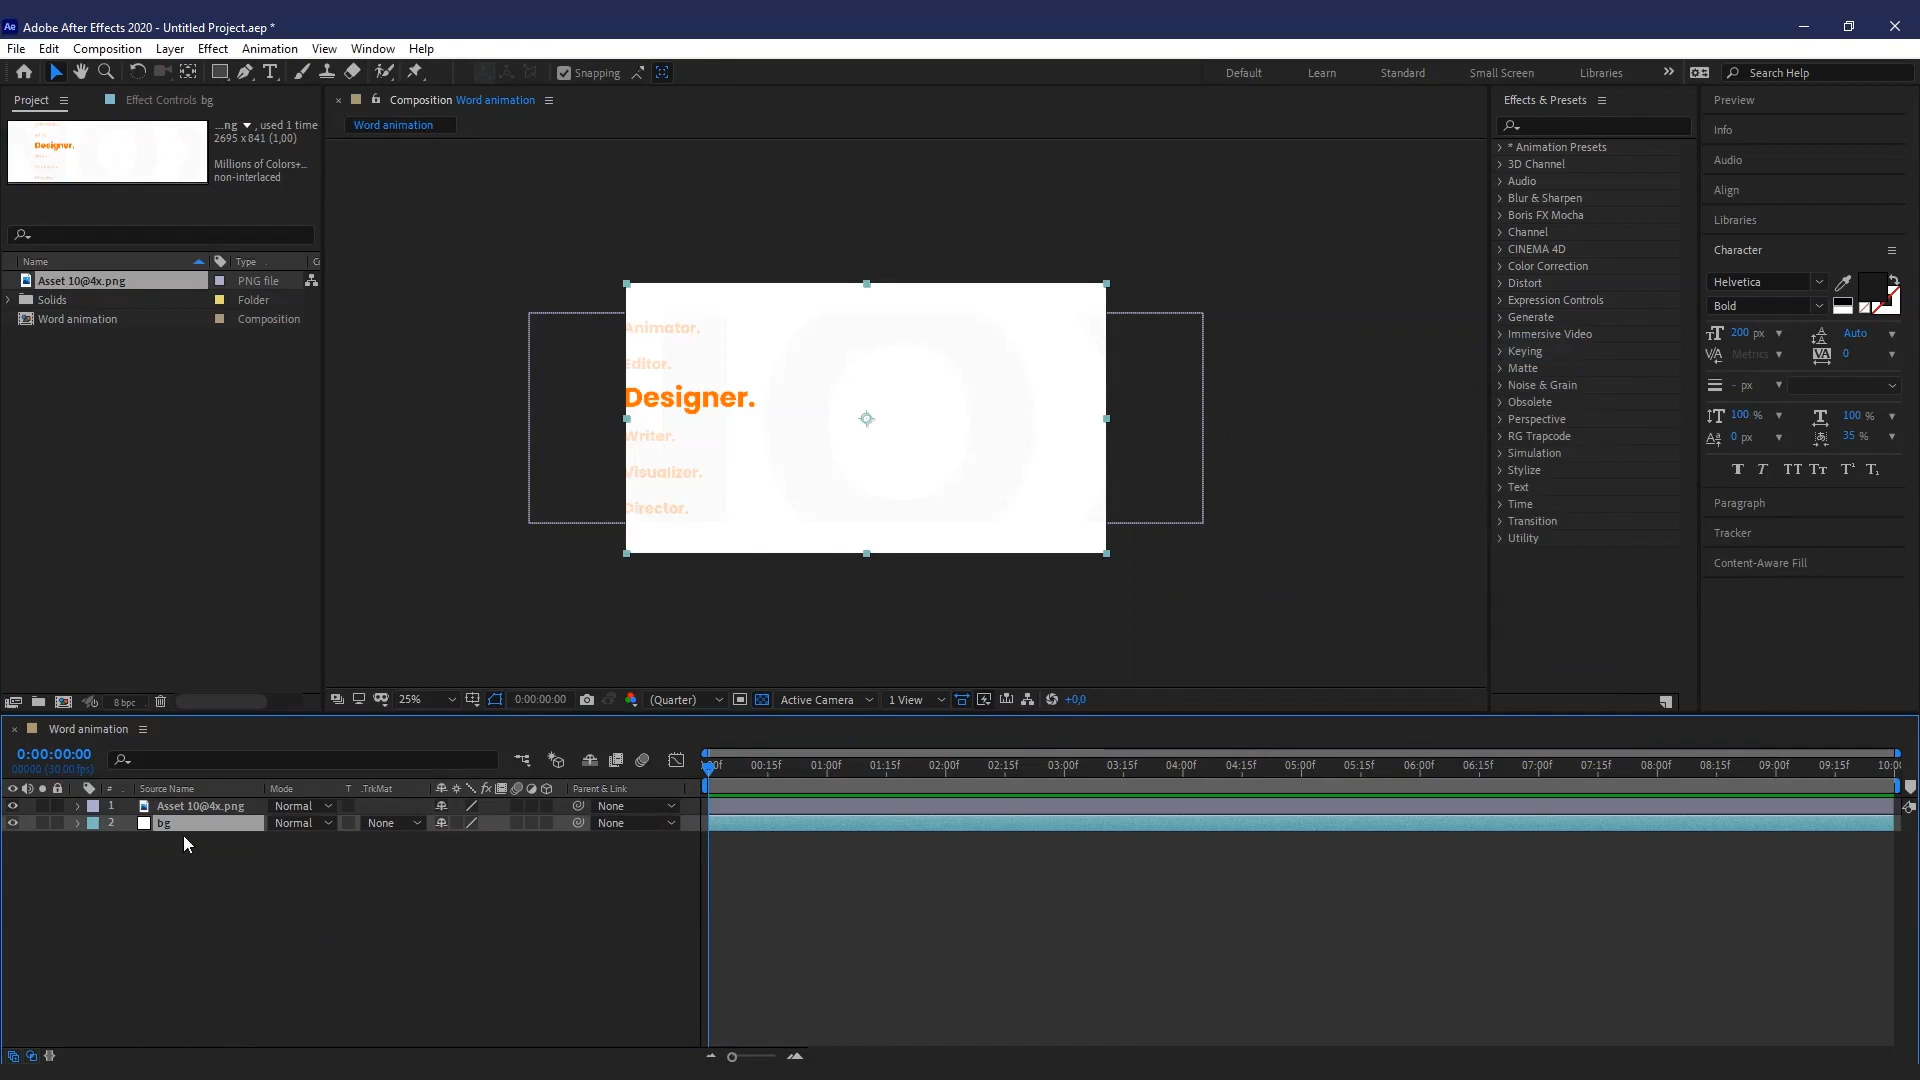 Ae Adobe After Effects 2020 - Untitled Project.aep *
File Edit Composition Layer Effect Animation View Window Help
Snapping Default Learn Standard Small Screen Libraries Search Help
Project Effect Controls bg
...ng , used 1 time
2695 x 841 (1,00)
Millions of Colors+...
non-interlaced
Name Type
Asset 10@4x.png PNG file
Solids Folder
Word animation Composition
8 bpc
Composition Word animation
Word animation
Animator.
Editor.
Designer.
Writer.
Visualizer.
Director.
25% 0:00:00:00 (Quarter) Active Camera 1 View +0,0
Effects & Presets
* Animation Presets
3D Channel
Audio
Blur & Sharpen
Boris FX Mocha
Channel
CINEMA 4D
Color Correction
Distort
Expression Controls
Generate
Immersive Video
Keying
Matte
Noise & Grain
Obsolete
Perspective
RG Trapcode
Simulation
Stylize
Text
Time
Transition
Utility
Preview
Info
Audio
Align
Libraries
Character
Helvetica
Bold
200 px Auto
Metrics 0
- px
100 % 100 %
0 px 35 %
Paragraph
Tracker
Content-Aware Fill
Word animation
0:00:00:00
00000 (30.00 fps)
00:15f 01:00f 01:15f 02:00f 02:15f 03:00f 03:15f 04:00f 04:15f 05:00f 05:15f 06:00f 06:15f 07:00f 07:15f 08:00f 08:15f 09:00f 09:15f 10:0
# Source Name Mode T .TrkMat Parent & Link
1 Asset 10@4x.png Normal None
2 bg Normal None None